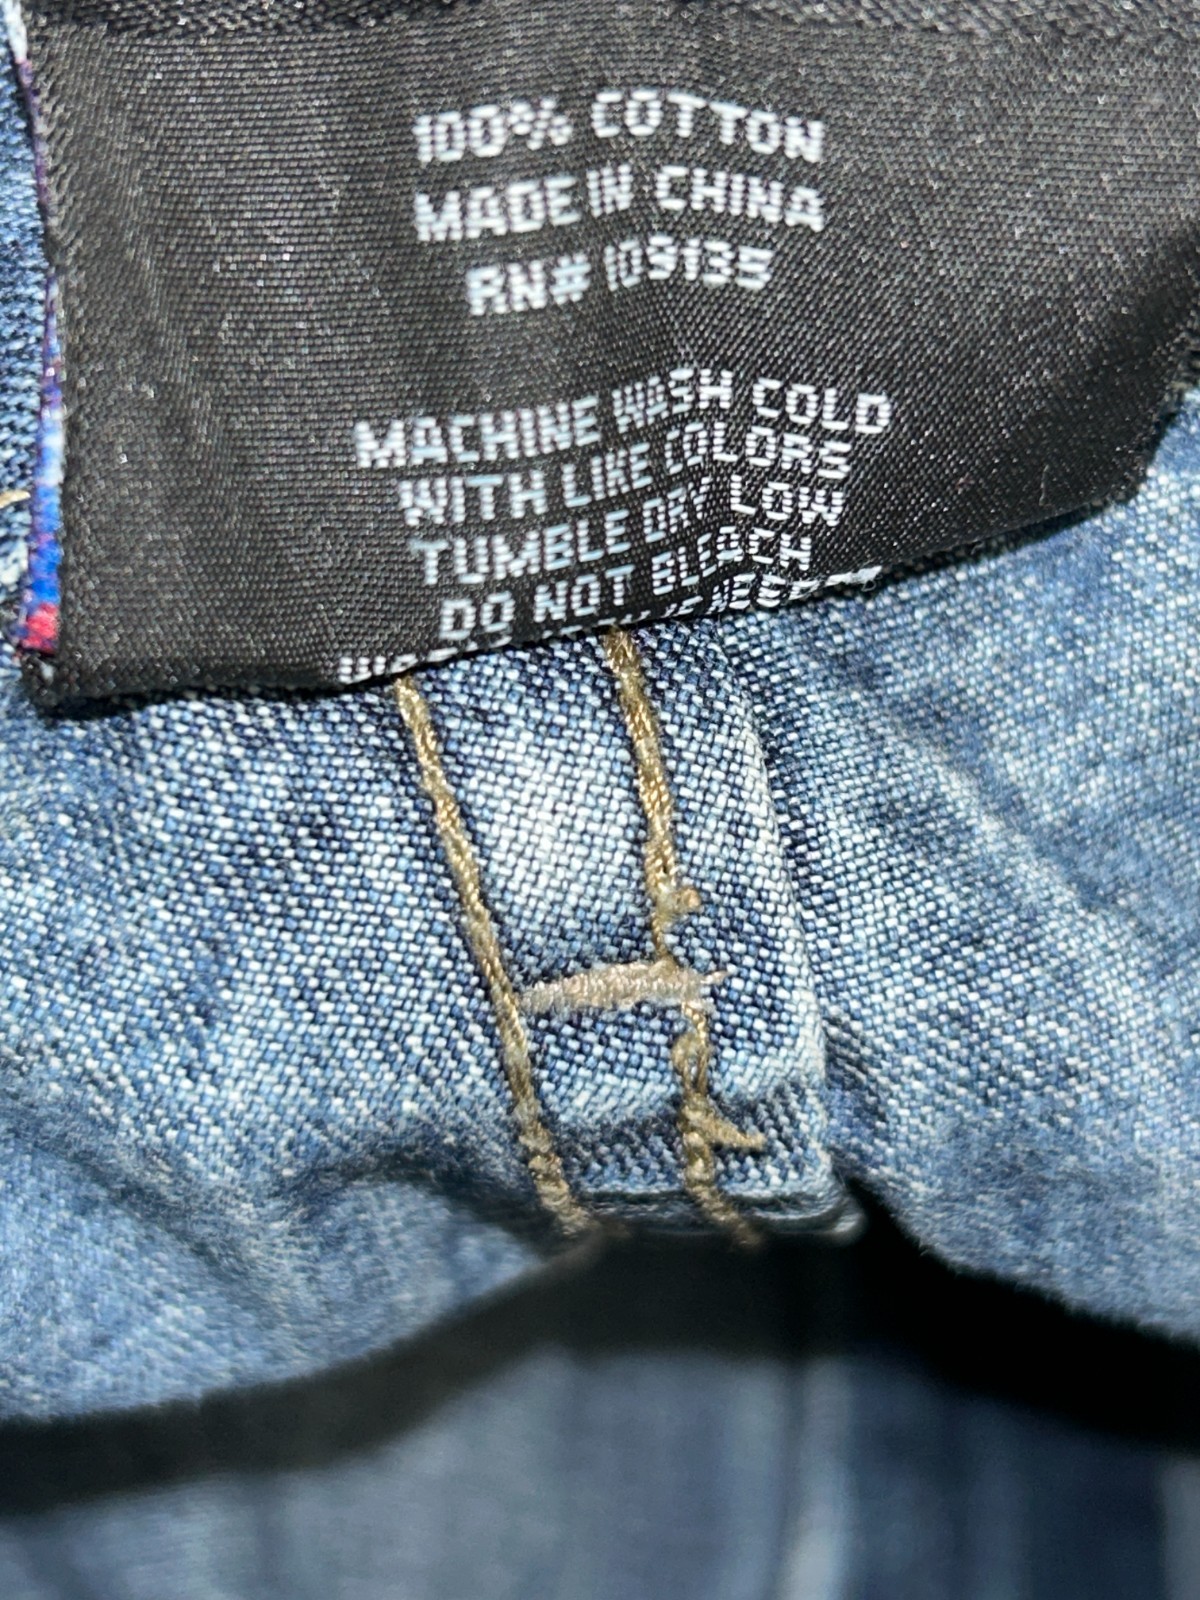 100% COTTON
MADE IN CHINA
RN# 109135
MACHINE WASH COLD
WITH LIKE COLORS
TUMBLE DRY LOW
DO NOT BLEACH